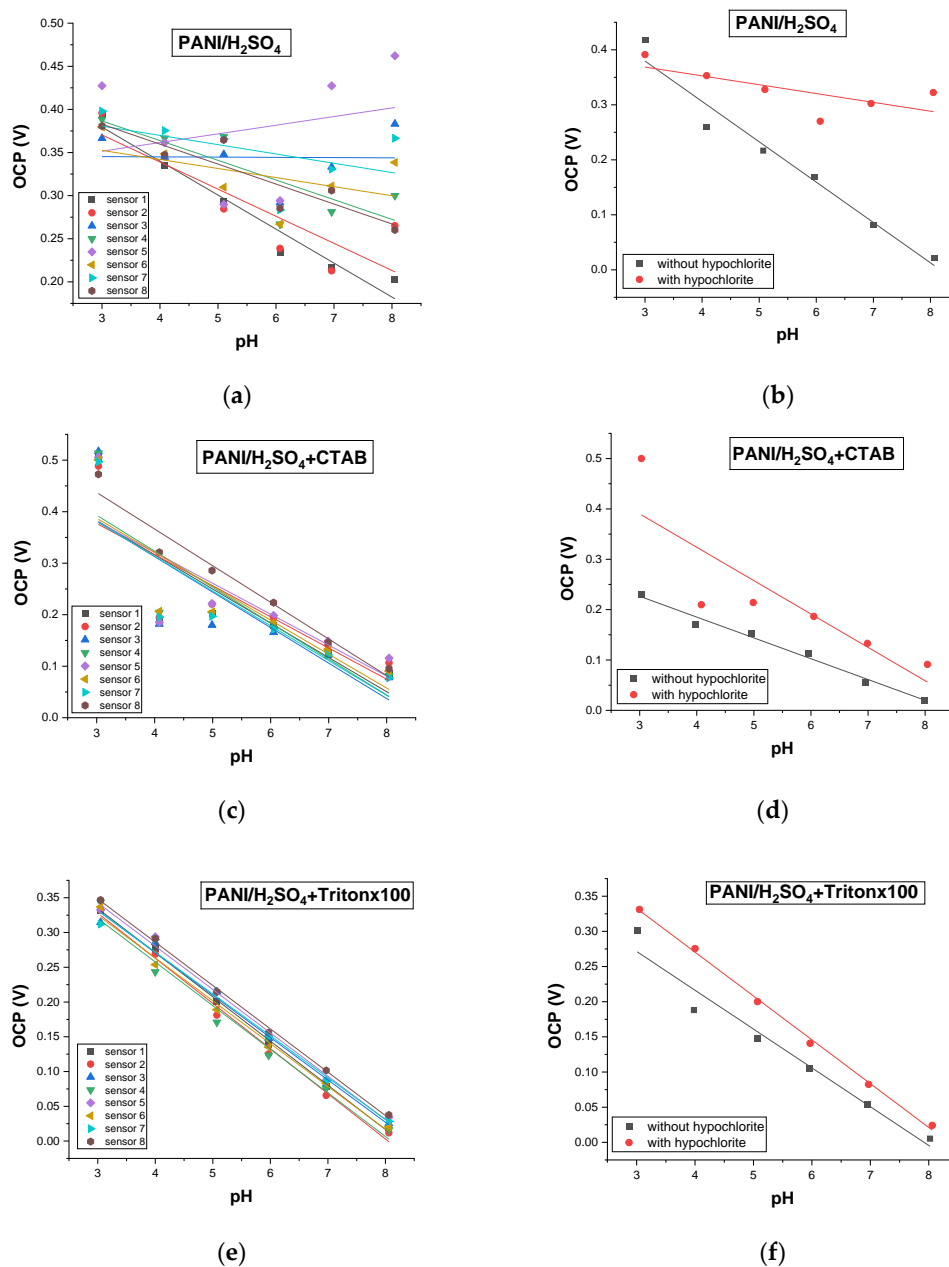 PANI/H₂SO₄
OCP (V)
0.50
0.45
0.40
0.35
0.30
0.25
0.20
sensor 1
sensor 2
sensor 3
sensor 4
sensor 5
sensor 6
sensor 7
sensor 8
3 4 5 6 7 8
pH
(a)
PANI/H₂SO₄
OCP (V)
0.4
0.3
0.2
0.1
0.0
without hypochlorite
with hypochlorite
3 4 5 6 7 8
pH
(b)
PANI/H₂SO₄+CTAB
OCP (V)
0.5
0.4
0.3
0.2
0.1
0.0
sensor 1
sensor 2
sensor 3
sensor 4
sensor 5
sensor 6
sensor 7
sensor 8
3 4 5 6 7 8
pH
(c)
PANI/H₂SO₄+CTAB
OCP (V)
0.5
0.4
0.3
0.2
0.1
0.0
without hypochlorite
with hypochlorite
3 4 5 6 7 8
pH
(d)
PANI/H₂SO₄+Tritonx100
OCP (V)
0.35
0.30
0.25
0.20
0.15
0.10
0.05
0.00
sensor 1
sensor 2
sensor 3
sensor 4
sensor 5
sensor 6
sensor 7
sensor 8
3 4 5 6 7 8
pH
(e)
PANI/H₂SO₄+Tritonx100
OCP (V)
0.35
0.30
0.25
0.20
0.15
0.10
0.05
0.00
without hypochlorite
with hypochlorite
3 4 5 6 7 8
pH
(f)